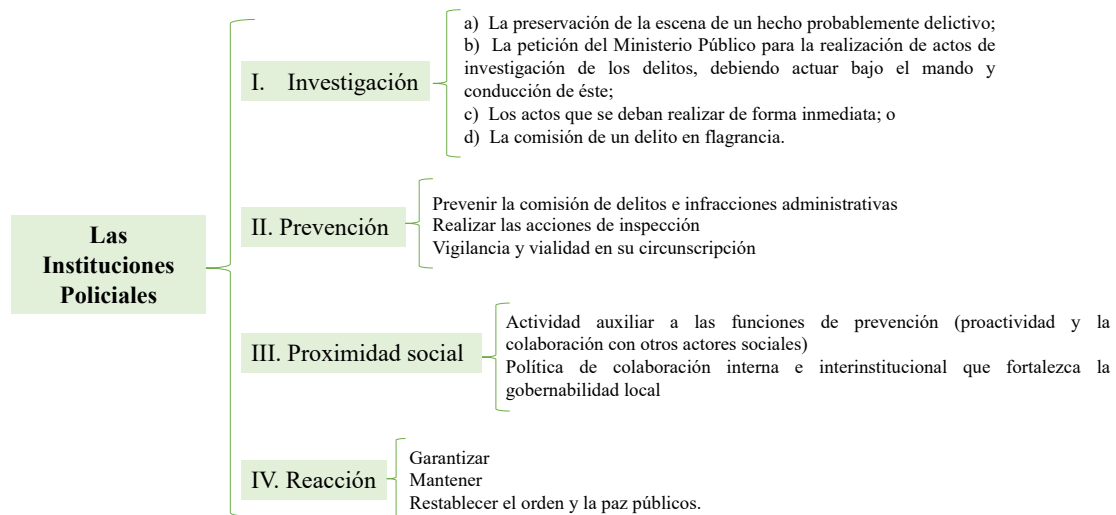 Las
Instituciones
Policiales
I. Investigación
a) La preservación de la escena de un hecho probablemente delictivo;
b) La petición del Ministerio Público para la realización de actos de
investigación de los delitos, debiendo actuar bajo el mando y
conducción de éste;
c) Los actos que se deban realizar de forma inmediata; o
d) La comisión de un delito en flagrancia.
II. Prevención
Prevenir la comisión de delitos e infracciones administrativas
Realizar las acciones de inspección
Vigilancia y vialidad en su circunscripción
III. Proximidad social
Actividad auxiliar a las funciones de prevención (proactividad y la
colaboración con otros actores sociales)
Política de colaboración interna e interinstitucional que fortalezca la
gobernabilidad local
IV. Reacción
Garantizar
Mantener
Restablecer el orden y la paz públicos.